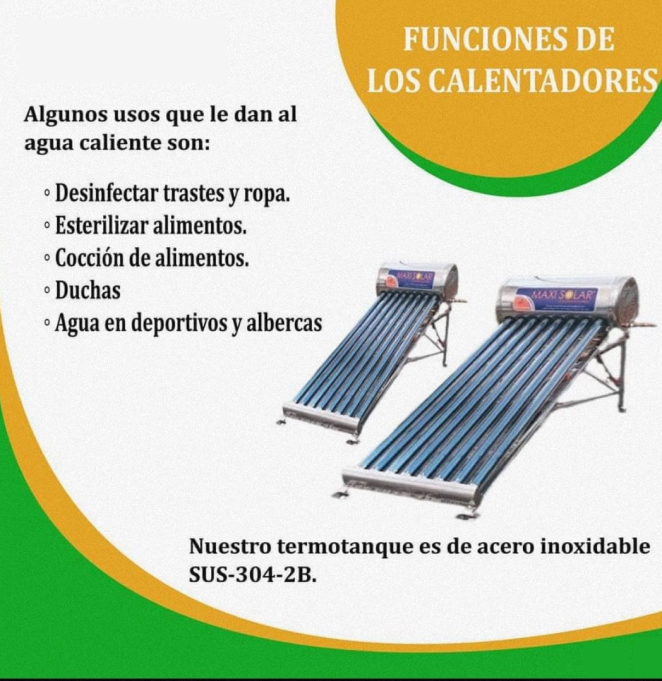 FUNCIONES DE
LOS CALENTADORES
Algunos usos que le dan al
agua caliente son:
◦ Desinfectar trastes y ropa.
◦ Esterilizar alimentos.
◦ Cocción de alimentos.
◦ Duchas
◦ Agua en deportivos y albercas
MAXI SOLAR
MAXI SOLAR
Nuestro termotanque es de acero inoxidable
SUS-304-2B.